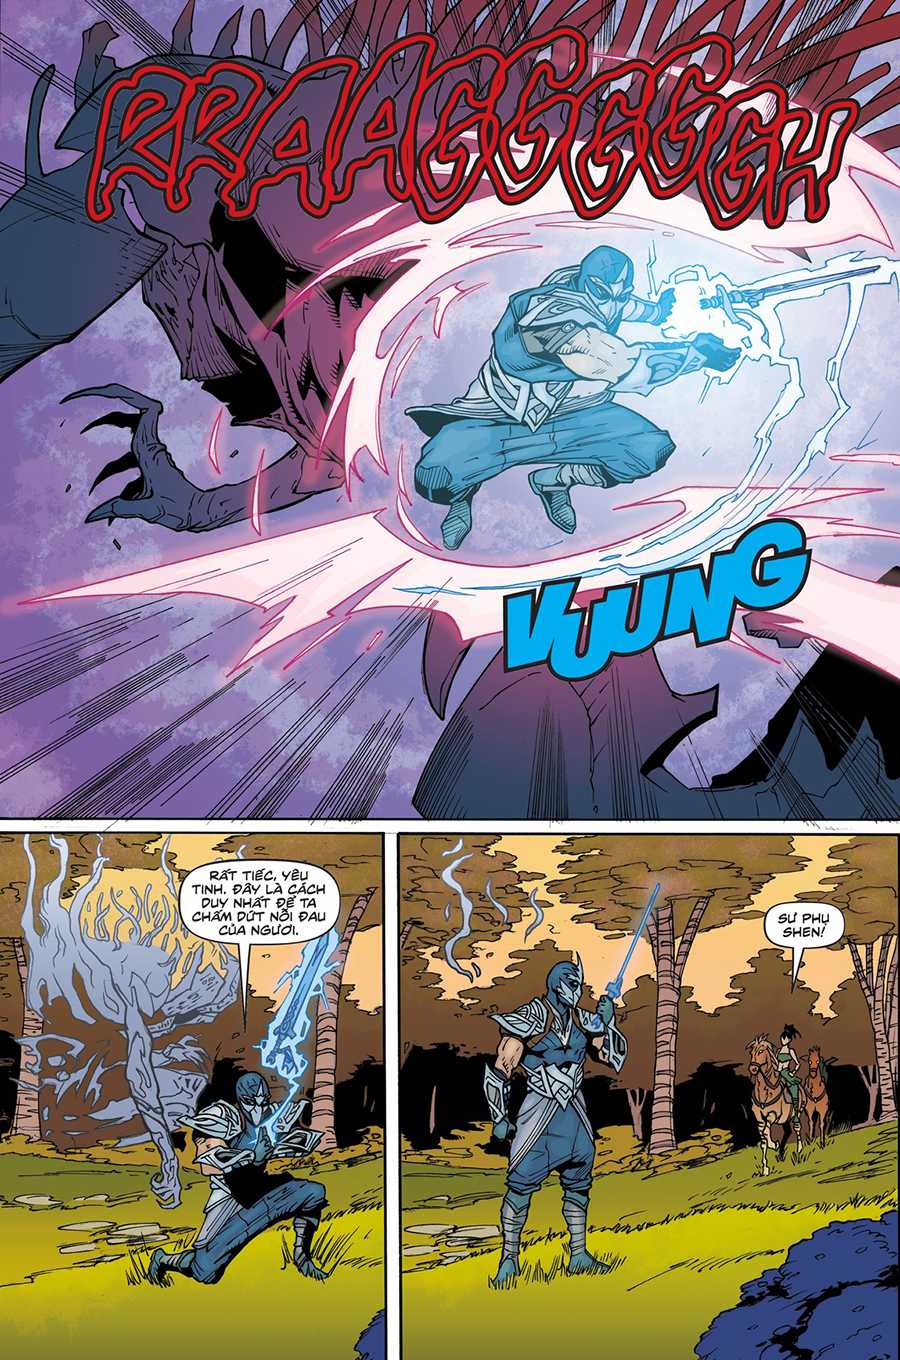 RRAAGGGGGGH
VUUNG
RẤT TIẾC, YÊU
TINH. ĐÂY LÀ CÁCH
DUY NHẤT ĐỂ TA
CHẤM DỨT NỖI ĐAU
CỦA NGƯƠI.
SƯ PHỤ
SHEN!